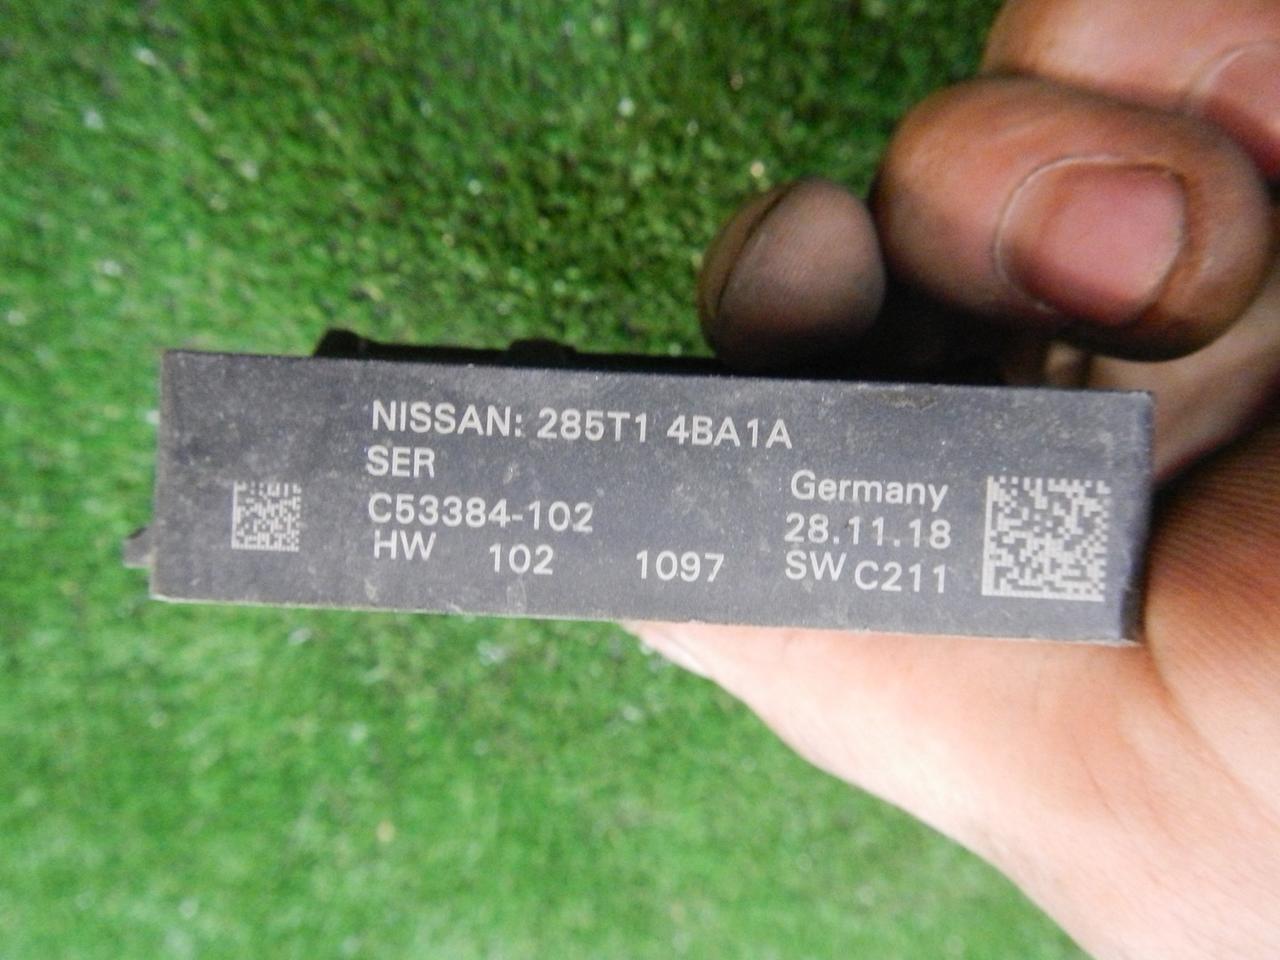 NISSAN: 285T1 4BA1A
SER
C53384-102
HW 102 1097
Germany
28.11.18
SW C211